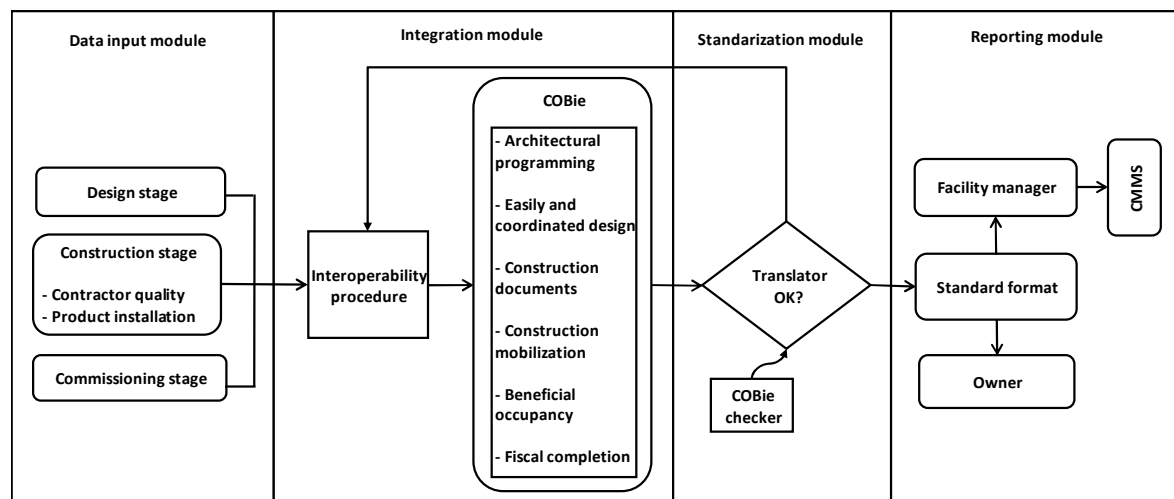 Data input module
Integration module
Standarization module
Reporting module
Design stage
Construction stage
- Contractor quality
- Product installation
Commissioning stage
Interoperability
procedure
COBie
- Architectural
programming
- Easily and
coordinated design
- Construction
documents
- Construction
mobilization
- Beneficial
occupancy
- Fiscal completion
Translator
OK?
COBie
checker
Facility manager
CMMS
Standard format
Owner